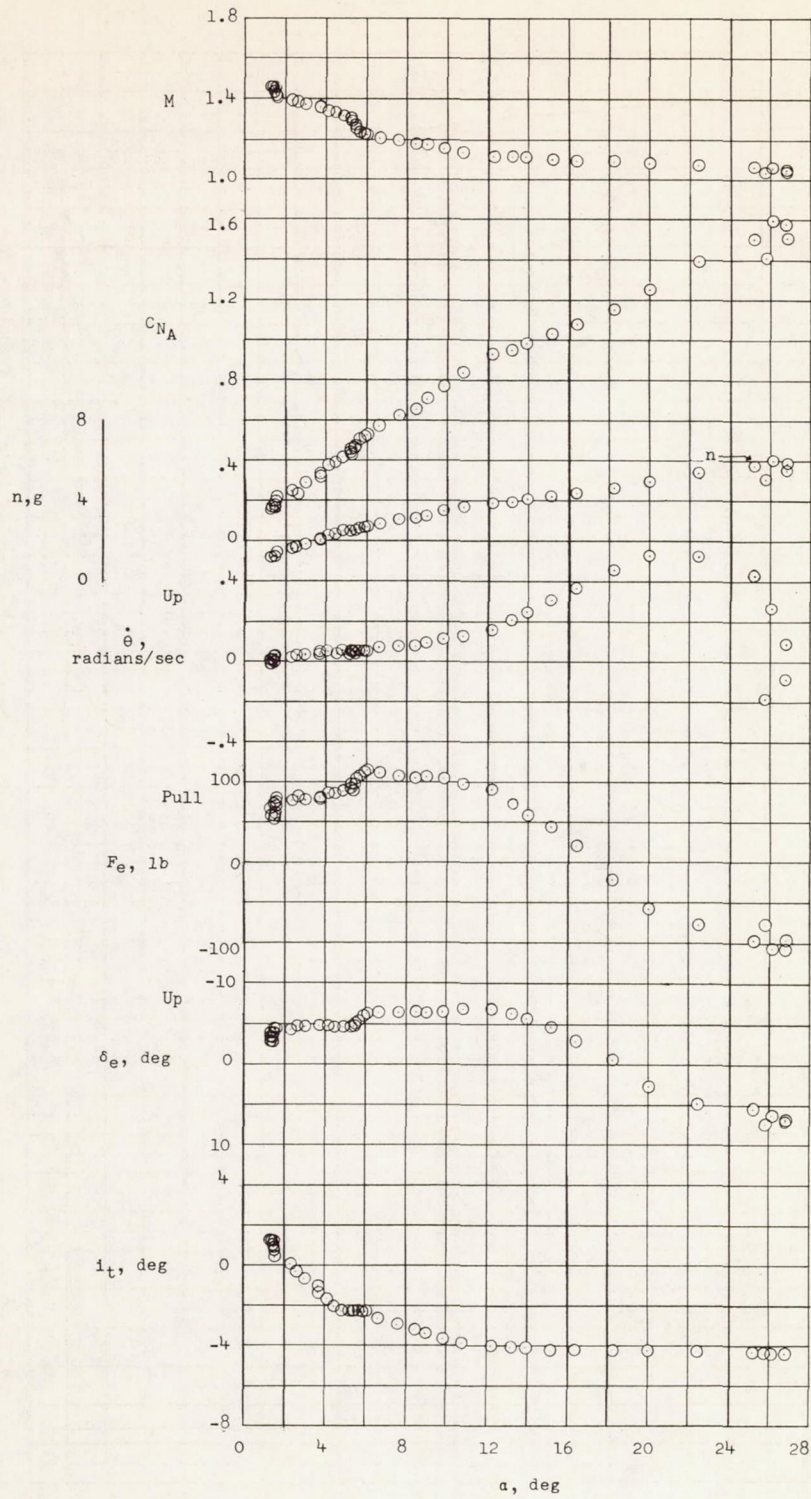 1.8
M 1.4
1.0
1.6
1.2
C_{N_A}
.8
8
.4
n
n,g 4
0
0
.4
Up
θ̇,
radians/sec 0
-.4
100
Pull
F_e, lb 0
-100
-10
Up
δ_e, deg 0
10
4
i_t, deg 0
-4
-8
0 4 8 12 16 20 24 28
α, deg